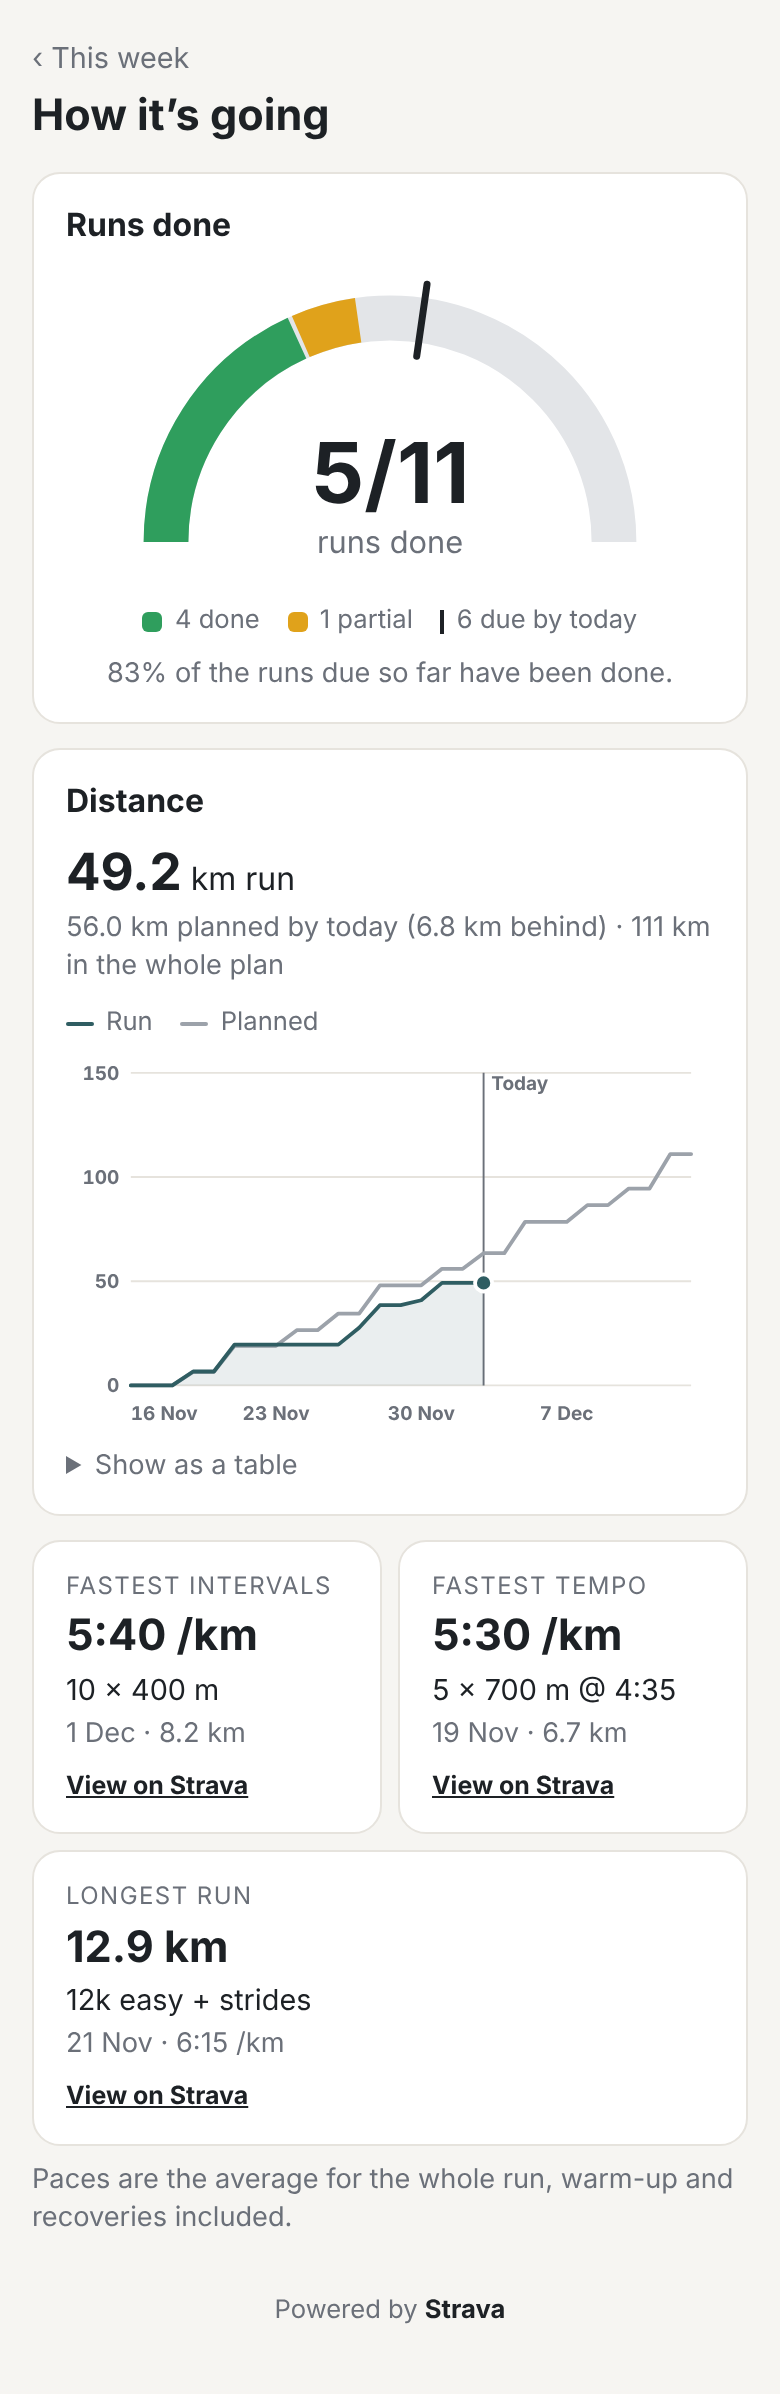 ‹ This week
How it’s going
Runs done
5/11
runs done
4 done 1 partial 6 due by today
83% of the runs due so far have been done.
Distance
49.2 km run
56.0 km planned by today (6.8 km behind) · 111 km
in the whole plan
Run Planned
150
Today
100
50
0
16 Nov 23 Nov 30 Nov 7 Dec
▶ Show as a table
FASTEST INTERVALS
5:40 /km
10 × 400 m
1 Dec · 8.2 km
View on Strava
FASTEST TEMPO
5:30 /km
5 × 700 m @ 4:35
19 Nov · 6.7 km
View on Strava
LONGEST RUN
12.9 km
12k easy + strides
21 Nov · 6:15 /km
View on Strava
Paces are the average for the whole run, warm-up and
recoveries included.
Powered by Strava